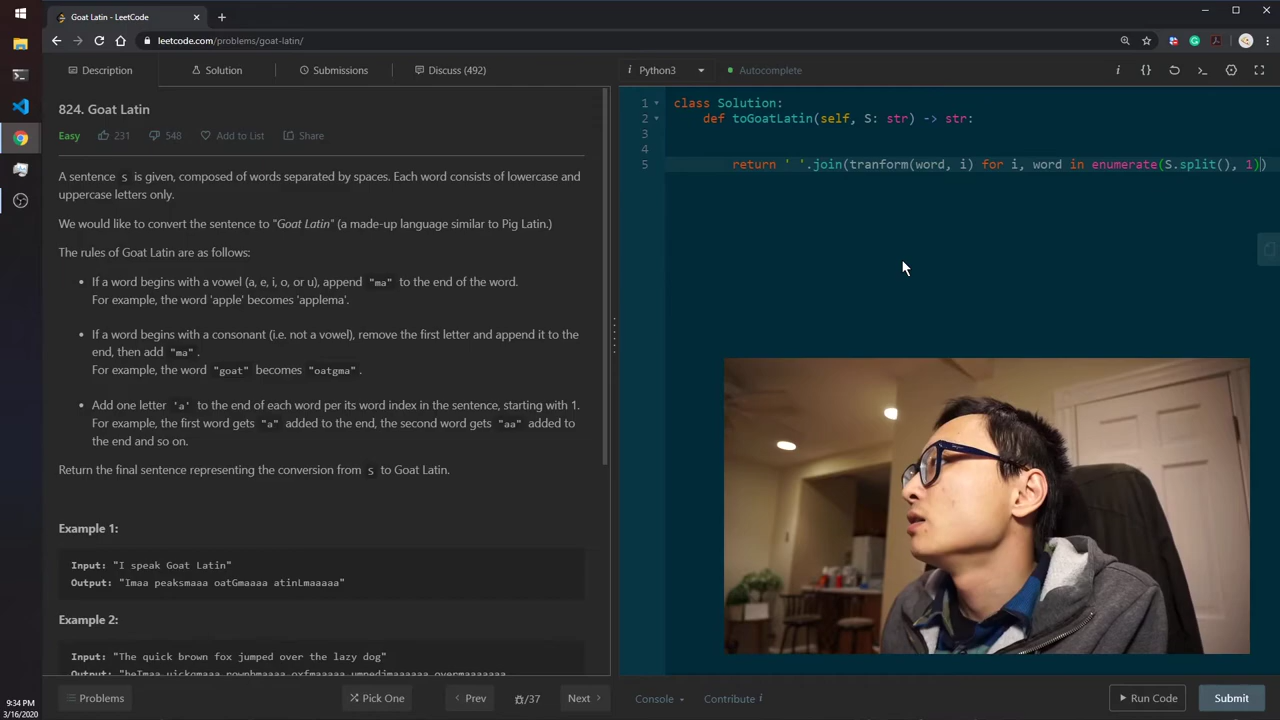 Goat Latin - LeetCode
leetcode.com/problems/goat-latin/
Description
Solution
Submissions
Discuss (492)
i Python3
Autocomplete
824. Goat Latin
Easy 231 548 Add to List Share
A sentence S is given, composed of words separated by spaces. Each word consists of lowercase and
uppercase letters only.
We would like to convert the sentence to "Goat Latin" (a made-up language similar to Pig Latin.)
The rules of Goat Latin are as follows:
If a word begins with a vowel (a, e, i, o, or u), append "ma" to the end of the word.
For example, the word 'apple' becomes 'applema'.
If a word begins with a consonant (i.e. not a vowel), remove the first letter and append it to the
end, then add "ma".
For example, the word "goat" becomes "oatgma".
Add one letter 'a' to the end of each word per its word index in the sentence, starting with 1.
For example, the first word gets "a" added to the end, the second word gets "aa" added to
the end and so on.
Return the final sentence representing the conversion from S to Goat Latin.
Example 1:
Input: "I speak Goat Latin"
Output: "Imaa peaksmaaa oatGmaaaa atinLmaaaaa"
Example 2:
Input: "The quick brown fox jumped over the lazy dog"
1 class Solution:
2 def toGoatLatin(self, S: str) -> str:
3
4
5 return ' '.join(tranform(word, i) for i, word in enumerate(S.split(), 1))
Problems
Pick One
Prev
/37
Next
Console
Contribute i
Run Code
Submit
9:34 PM
3/16/2020